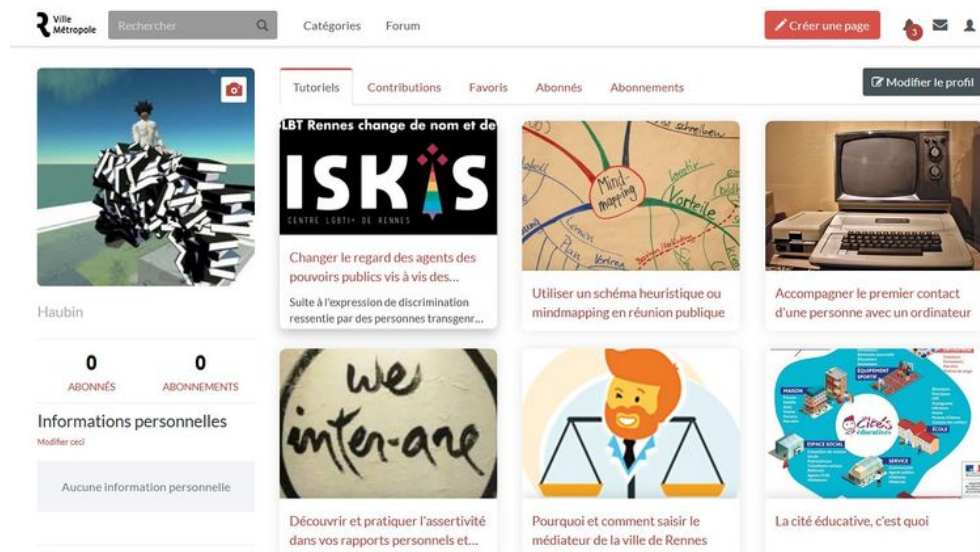 Ville
Métropole
Rechercher
Catégories
Forum
Créer une page
3
Tutoriels
Contributions
Favoris
Abonnés
Abonnements
Modifier le profil
Haubin
0
0
ABONNÉS
ABONNEMENTS
Informations personnelles
Modifier ceci
Aucune information personnelle
LBT Rennes change de nom et de
ISKIS
CENTRE LGBTI+ DE RENNES
Changer le regard des agents des
pouvoirs publics vis à vis des...
Suite à l'expression de discrimination
ressentie par des personnes transgenr...
Mind-
mapping
Vorteile
Plan
Utiliser un schéma heuristique ou
mindmapping en réunion publique
Accompagner le premier contact
d'une personne avec un ordinateur
we
inter-are
Découvrir et pratiquer l'assertivité
dans vos rapports personnels et...
Pourquoi et comment saisir le
médiateur de la ville de Rennes
ÉQUIPEMENT
SPORTIF
MAISON
Cités
éducatives
ÉCOLE
ESPACE SOCIAL
SERVICE
La cité éducative, c'est quoi